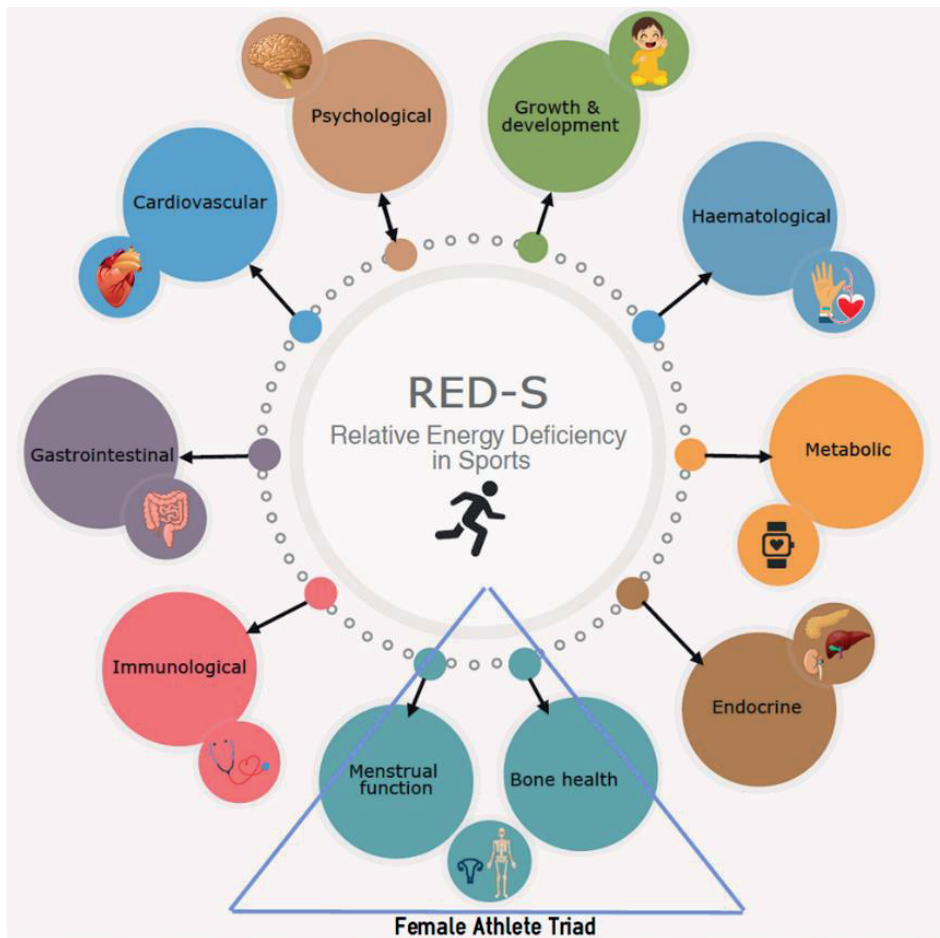 Psychological
Growth &
development
Cardiovascular
Haematological
RED-S
Relative Energy Deficiency
in Sports
Gastrointestinal
Metabolic
Immunological
Endocrine
Menstrual
function
Bone health
Female Athlete Triad